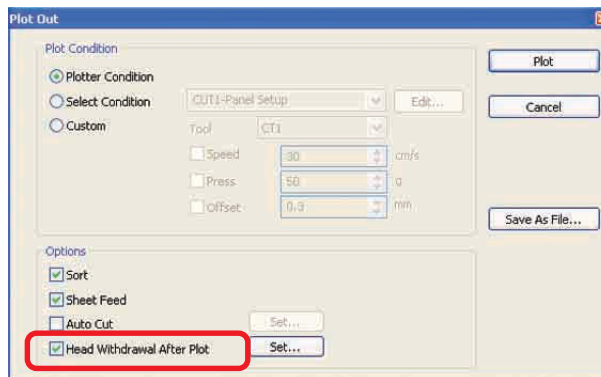 Plot Out
Plot Condition
Plotter Condition
Select Condition
CUT1-Panel Setup
Edit...
Custom
Tool
CT1
Speed
30
cm/s
Press
50
g
Offset
0.3
mm
Plot
Cancel
Save As File...
Options
Sort
Sheet Feed
Auto Cut
Set...
Head Withdrawal After Plot
Set...